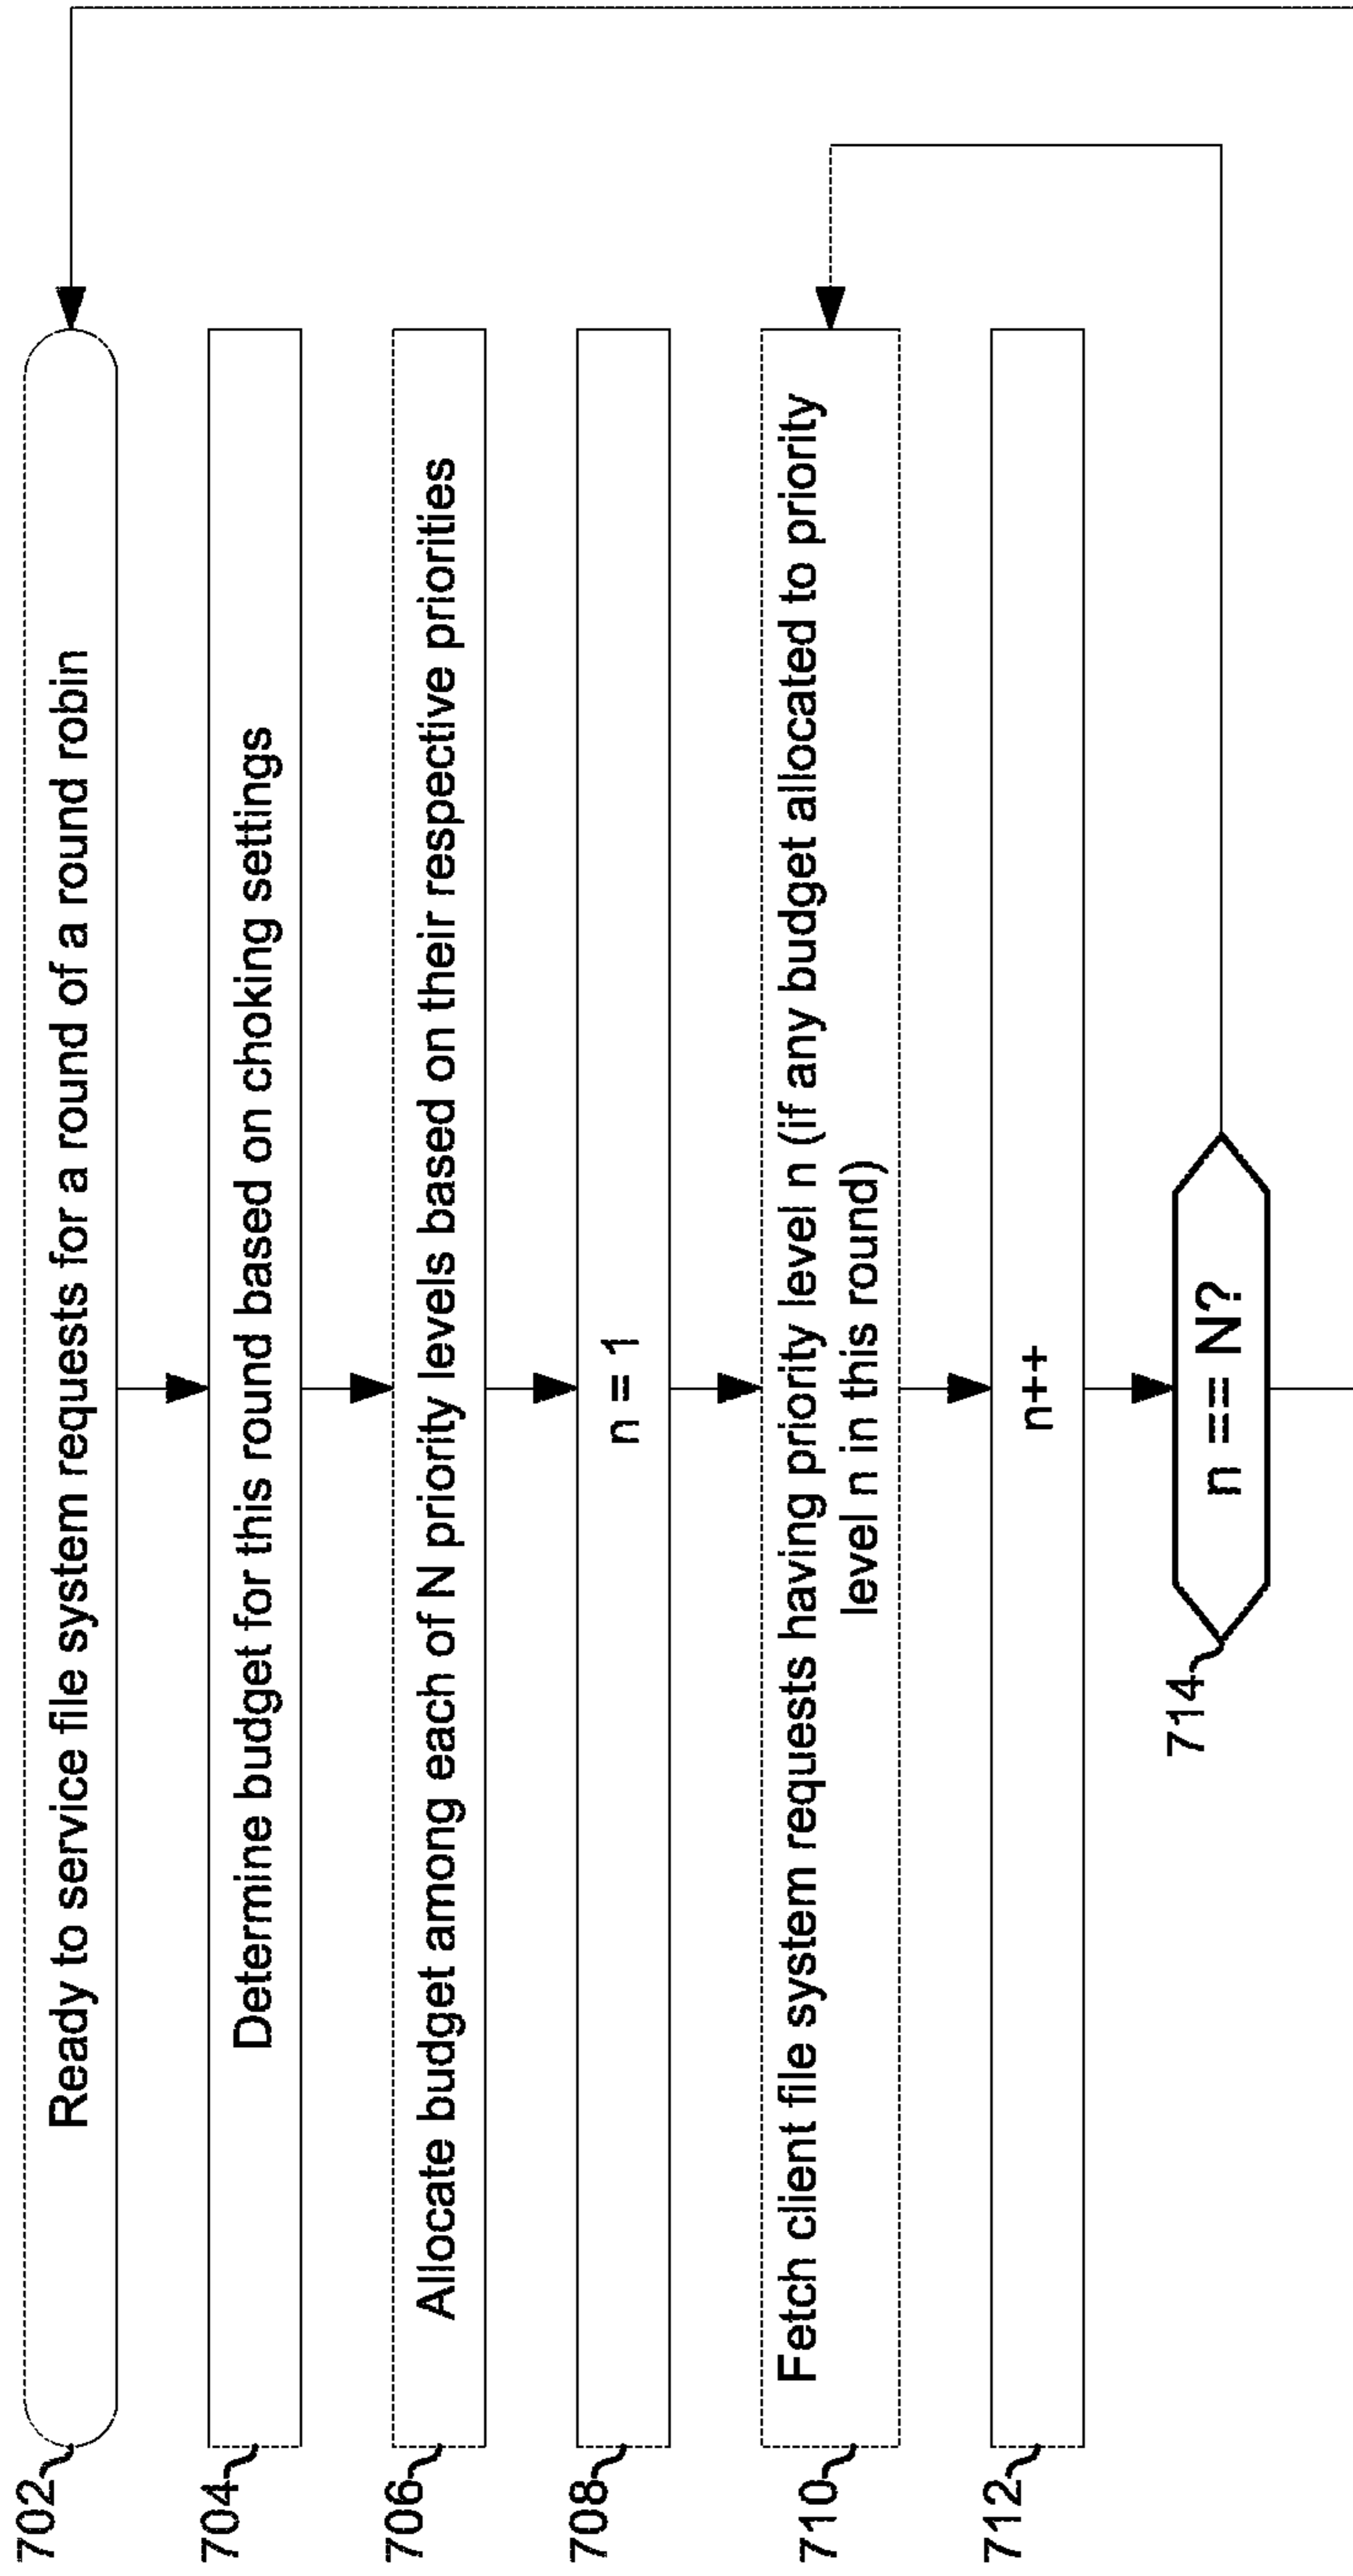 702
Ready to service file system requests for a round of a round robin
704
Determine budget for this round based on choking settings
706
Allocate budget among each of N priority levels based on their respective priorities
708
n = 1
710
Fetch client file system requests having priority level n (if any budget allocated to priority
level n in this round)
712
n++
714
n == N?